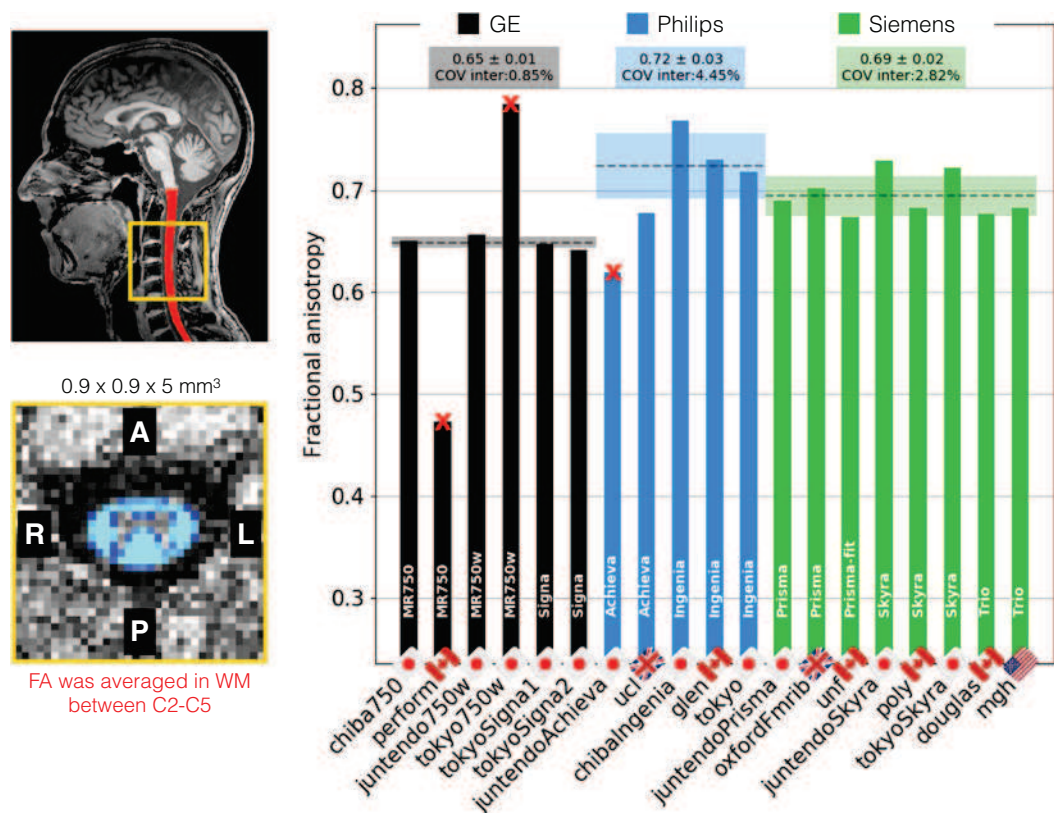 GE
Philips
Siemens
0.65 ± 0.01
COV inter:0.85%
0.72 ± 0.03
COV inter:4.45%
0.69 ± 0.02
COV inter:2.82%
Fractional anisotropy
0.8
0.7
0.6
0.5
0.4
0.3
MR750
MR750
MR750w
MR750w
Signa
Signa
Achieva
Achieva
Ingenia
Ingenia
Ingenia
Prisma
Prisma
Prisma-fit
Skyra
Skyra
Skyra
Trio
Trio
chiba750
perform
juntendo750w
tokyo750w
tokyoSigna1
tokyoSigna2
juntendoAchieva
ucl
chibaIngenia
glen
tokyo
juntendoPrisma
oxfordFmrib
unf
juntendoSkyra
poly
tokyoSkyra
douglas
mgh
0.9 x 0.9 x 5 mm³
A
R
L
P
FA was averaged in WM
between C2-C5